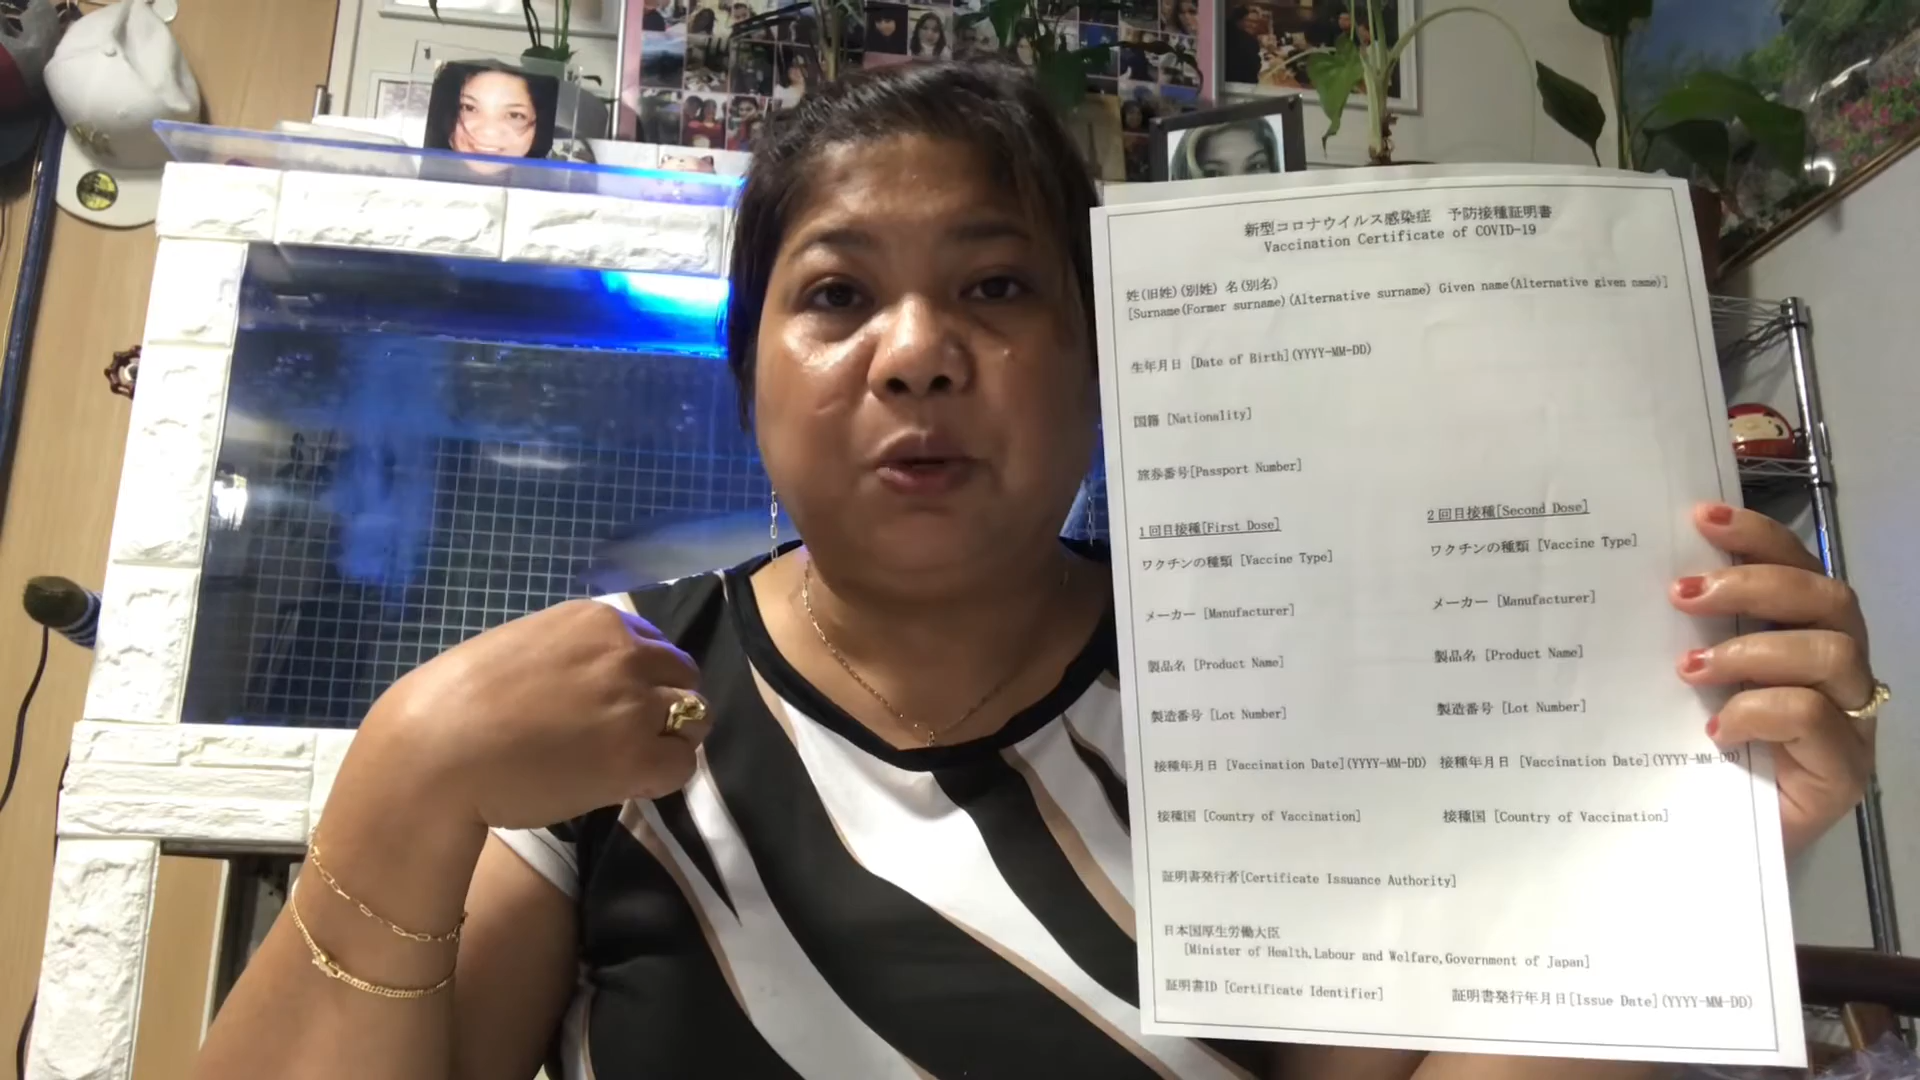 新型コロナウイルス感染症 予防接種証明書
Vaccination Certificate of COVID-19
姓(旧姓)(別姓) 名(別名)
[Surname(Former surname)(Alternative surname) Given name(Alternative given name)]
生年月日 [Date of Birth](YYYY-MM-DD)
国籍 [Nationality]
旅券番号[Passport Number]
1回目接種[First Dose] 2回目接種[Second Dose]
ワクチンの種類 [Vaccine Type] ワクチンの種類 [Vaccine Type]
メーカー [Manufacturer] メーカー [Manufacturer]
製品名 [Product Name] 製品名 [Product Name]
製造番号 [Lot Number] 製造番号 [Lot Number]
接種年月日 [Vaccination Date](YYYY-MM-DD) 接種年月日 [Vaccination Date](YYYY-MM-DD)
接種国 [Country of Vaccination] 接種国 [Country of Vaccination]
証明書発行者[Certificate Issuance Authority]
日本国厚生労働大臣
[Minister of Health,Labour and Welfare,Government of Japan]
証明書ID [Certificate Identifier] 証明書発行年月日[Issue Date](YYYY-MM-DD)